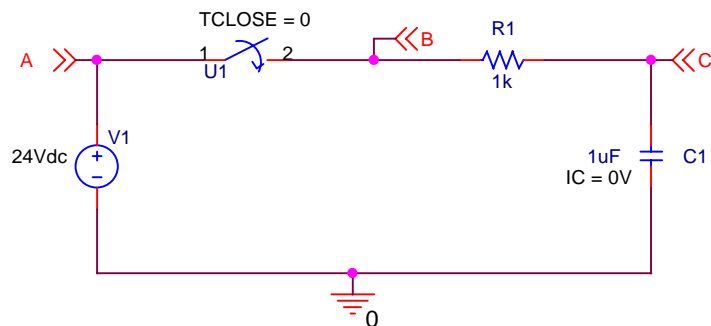 TCLOSE = 0
A
1
2
U1
B
R1
1k
C
V1
24Vdc
1uF
C1
IC = 0V
0